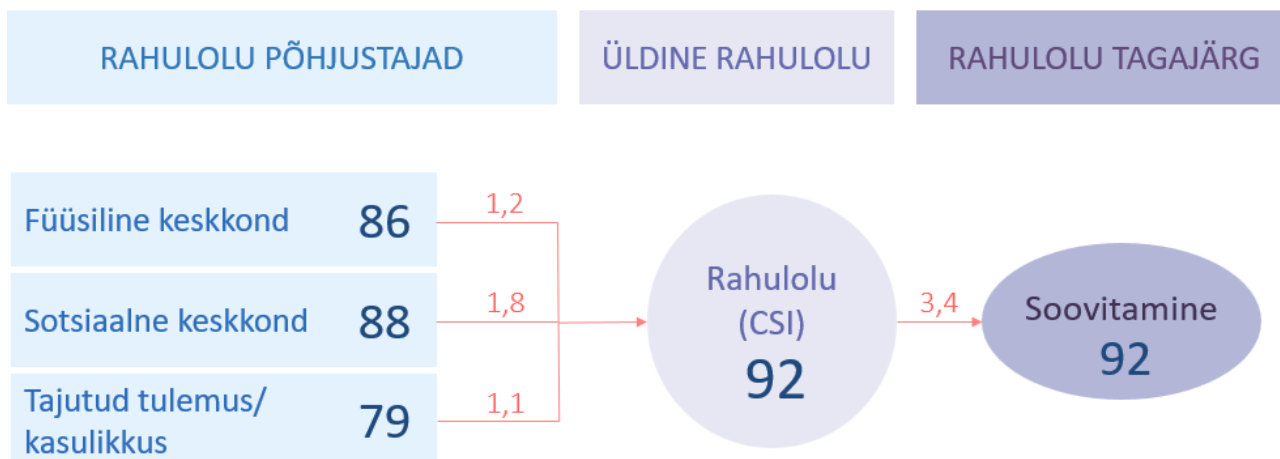 RAHULOLU PÕHJUSTAJAD
ÜLDINE RAHULOLU
RAHULOLU TAGAJÄRG
Füüsiline keskkond 86
1,2
Sotsiaalne keskkond 88
1,8
Tajutud tulemus/
kasulikkus
79
1,1
Rahulolu
(CSI)
92
3,4
Soovitamine
92